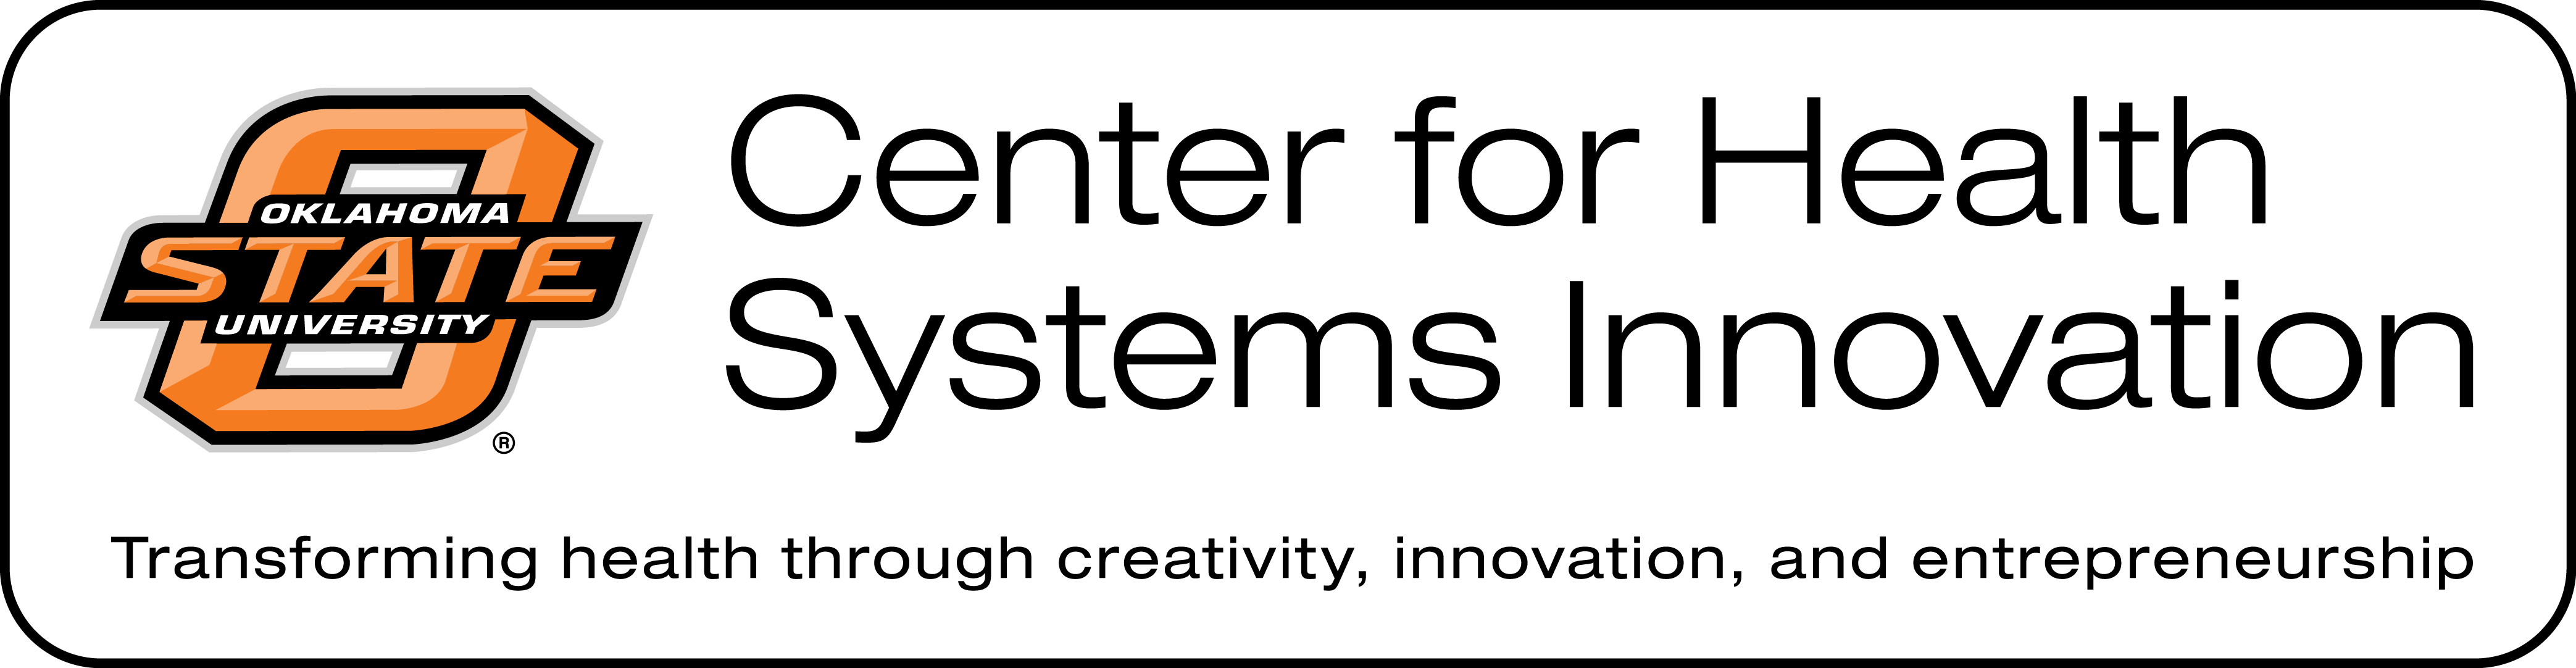 OKLAHOMA
STATE
UNIVERSITY
®
Center for Health
Systems Innovation
Transforming health through creativity, innovation, and entrepreneurship